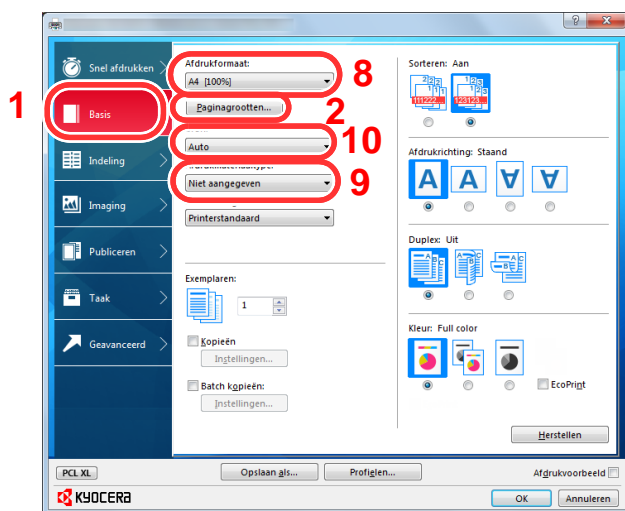 1
Snel afdrukken
Basis
Indeling
Imaging
Publiceren
Taak
Geavanceerd
Afdrukformaat:
A4 [100%]
8
Paginagrootten...
2
Auto
10
Niet aangegeven
9
Printerstandaard
Exemplaren:
1
Kopieën
Instellingen...
Batch kopieën:
Instellingen...
Sorteren: Aan
111222
123123
Afdrukrichting: Staand
A A A A
Duplex: Uit
A B C
A B C
A B C
Kleur: Full color
EcoPrint
Herstellen
PCL XL
Opslaan als...
Profielen...
Afdrukvoorbeeld
KYOCERA
OK
Annuleren